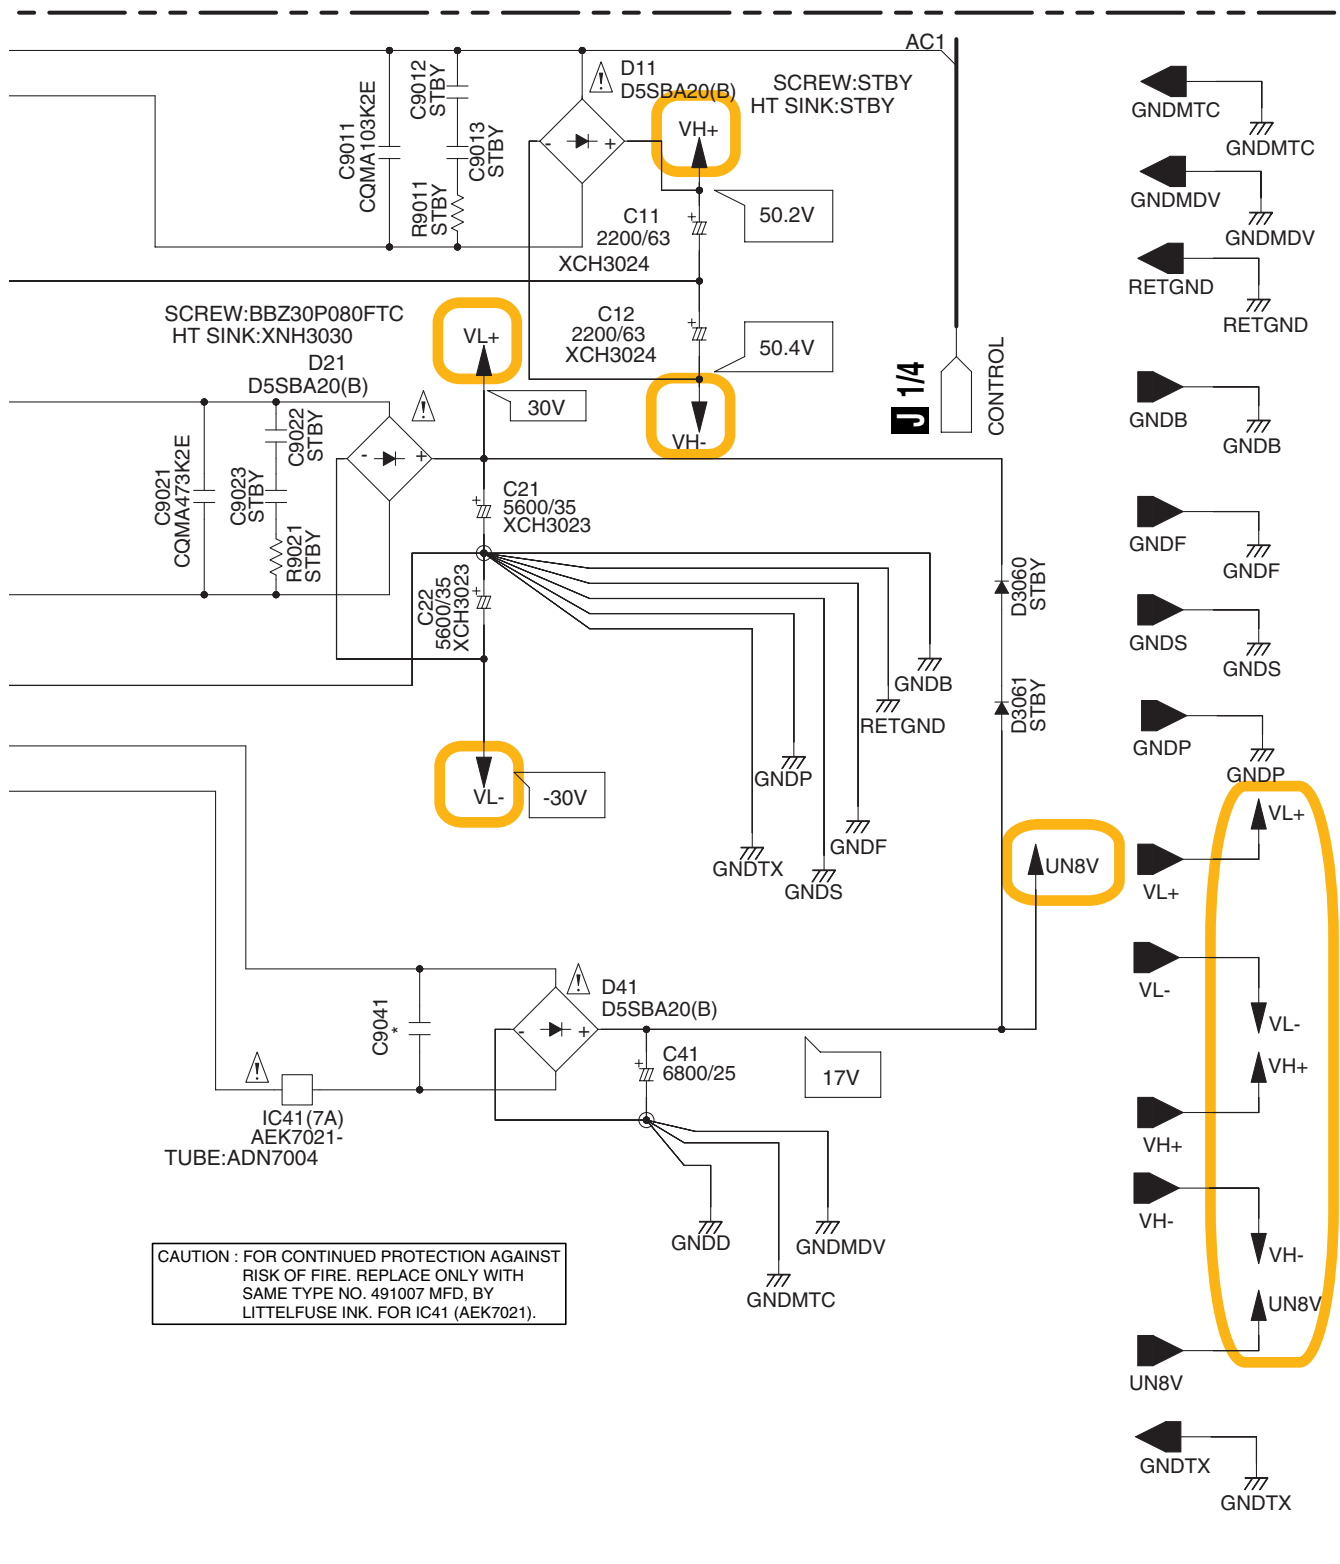 AC1
D11
D5SBA20(B)
SCREW:STBY
HT SINK:STBY
C9012
STBY
C9011
CQMA103K2E
C9013
STBY
R9011
STBY
VH+
-
+
C11
2200/63
XCH3024
+
50.2V
C12
2200/63
XCH3024
+
50.4V
VH-
SCREW:BBZ30P080FTC
HT SINK:XNH3030
D21
D5SBA20(B)
VL+
30V
J 1/4
CONTROL
C9022
STBY
C9021
CQMA473K2E
C9023
STBY
R9021
STBY
-
+
C21
5600/35
XCH3023
+
C22
5600/35
XCH3023
+
D3060
STBY
D3061
STBY
GNDB
RETGND
GNDP
GNDF
GNDTX
GNDS
VL-
-30V
UN8V
D41
D5SBA20(B)
-
+
C9041
*
C41
6800/25
+
17V
IC41(7A)
AEK7021-
TUBE:ADN7004
GNDD
GNDMDV
GNDMTC
CAUTION : FOR CONTINUED PROTECTION AGAINST
RISK OF FIRE. REPLACE ONLY WITH
SAME TYPE NO. 491007 MFD, BY
LITTELFUSE INK. FOR IC41 (AEK7021).
GNDMTC
GNDMTC
GNDMDV
GNDMDV
RETGND
RETGND
GNDB
GNDB
GNDF
GNDF
GNDS
GNDS
GNDP
GNDP
VL+
VL+
VL-
VL-
VH+
VH+
VH-
VH-
UN8V
UN8V
GNDTX
GNDTX